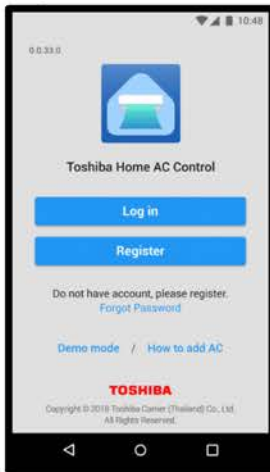 10:48
0.0.33.0
Toshiba Home AC Control
Log in
Register
Do not have account, please register.
Forgot Password
Demo mode / How to add AC
TOSHIBA
Copyright © 2018 Toshiba Carrier (Thailand) Co., Ltd.
All Rights Reserved.